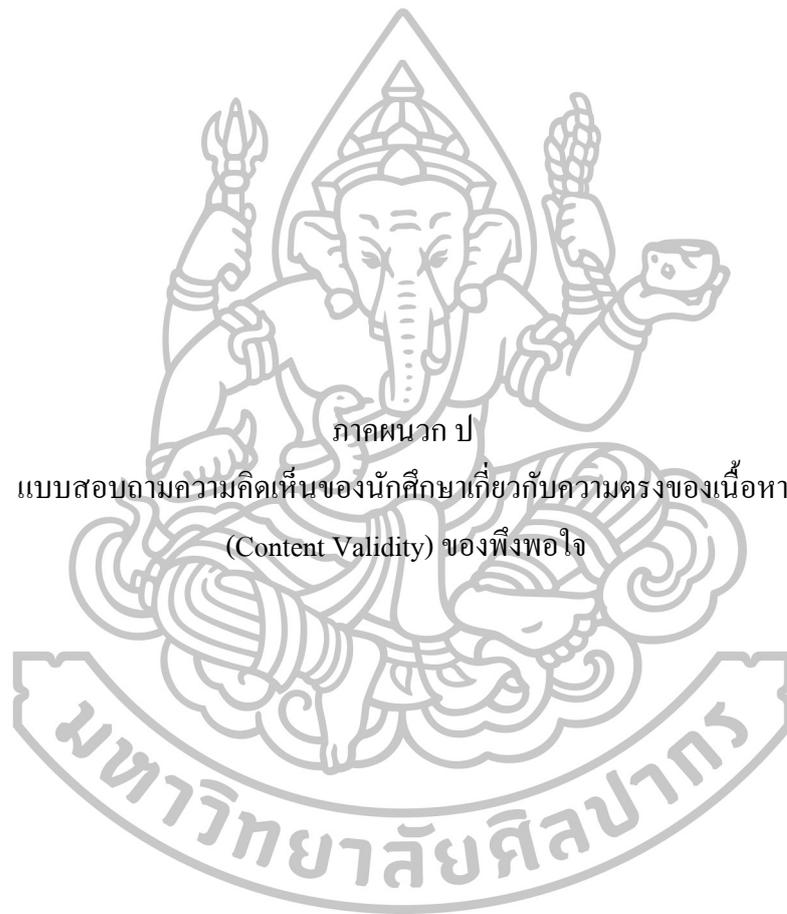 ภาคผนวก ป
แบบสอบถามความคิดเห็นของนักศึกษาเกี่ยวกับความตรงของเนื้อหา
(Content Validity) ของพึงพอใจ
มหาวิทยาลัยศิลปากร